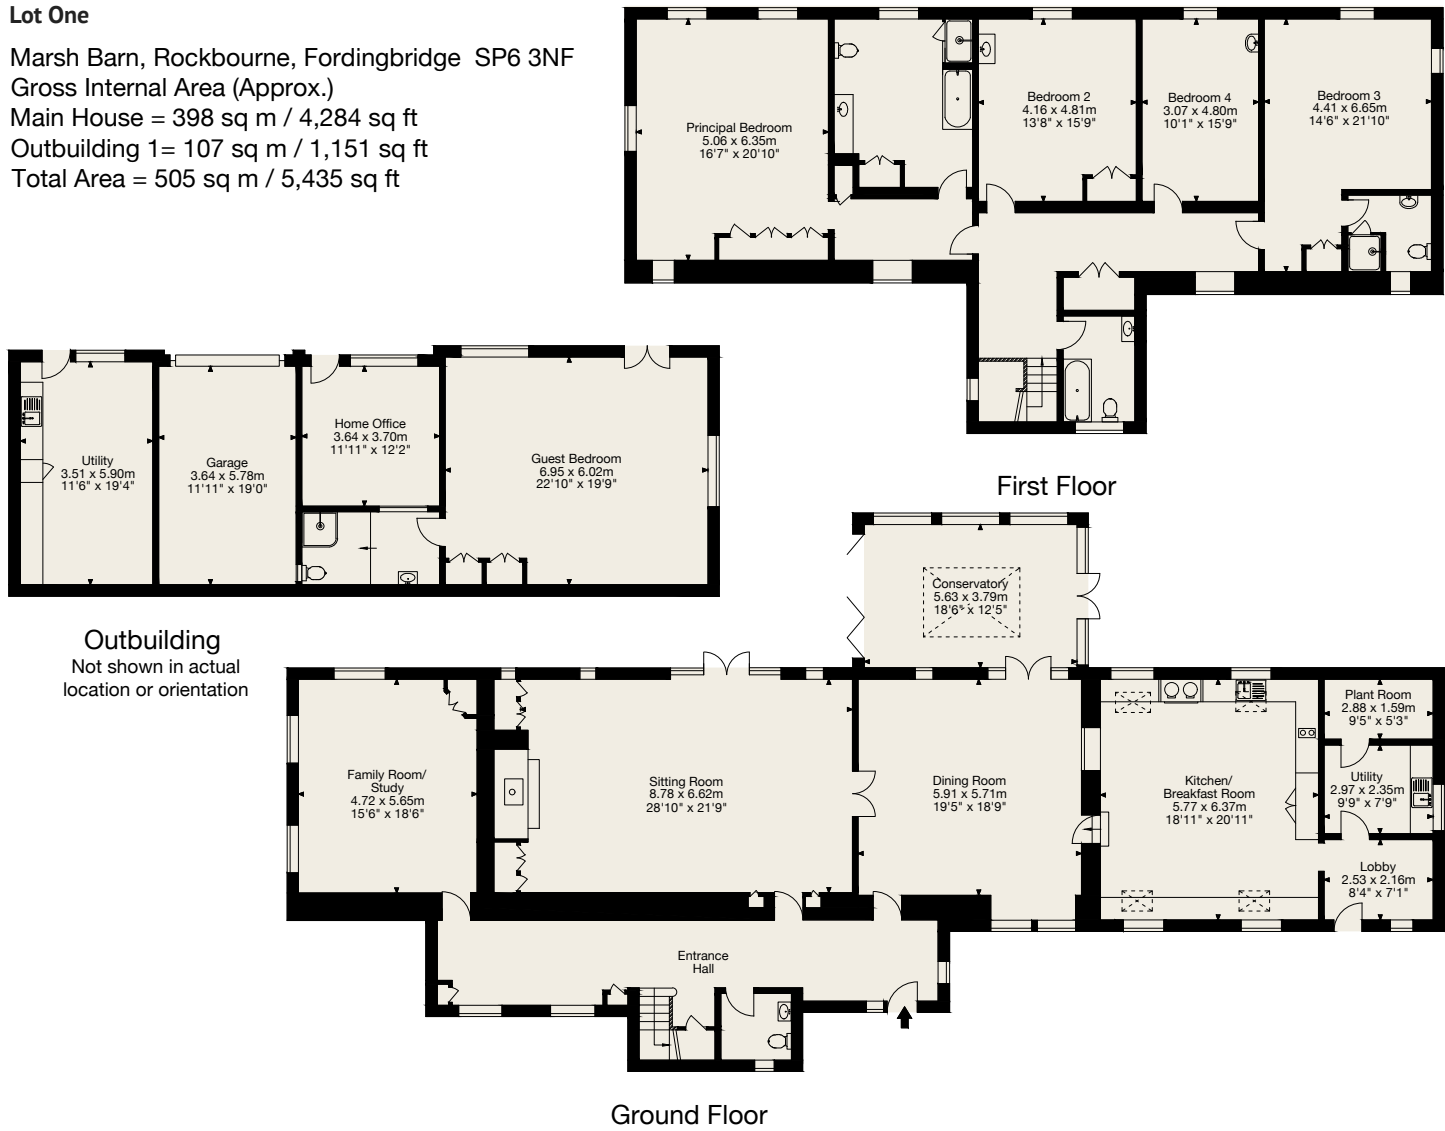 Lot One
Marsh Barn, Rockbourne, Fordingbridge  SP6 3NF
Gross Internal Area (Approx.)
Main House = 398 sq m / 4,284 sq ft
Outbuilding 1= 107 sq m / 1,151 sq ft
Total Area = 505 sq m / 5,435 sq ft
Principal Bedroom
5.06 x 6.35m
16'7" x 20'10"
Bedroom 2
4.16 x 4.81m
13'8" x 15'9"
Bedroom 4
3.07 x 4.80m
10'1" x 15'9"
Bedroom 3
4.41 x 6.65m
14'6" x 21'10"
First Floor
Utility
3.51 x 5.90m
11'6" x 19'4"
Garage
3.64 x 5.78m
11'11" x 19'0"
Home Office
3.64 x 3.70m
11'11" x 12'2"
Guest Bedroom
6.95 x 6.02m
22'10" x 19'9"
Outbuilding
Not shown in actual
location or orientation
Conservatory
5.63 x 3.79m
18'6" x 12'5"
Family Room/
Study
4.72 x 5.65m
15'6" x 18'6"
Sitting Room
8.78 x 6.62m
28'10" x 21'9"
Dining Room
5.91 x 5.71m
19'5" x 18'9"
Kitchen/
Breakfast Room
5.77 x 6.37m
18'11" x 20'11"
Plant Room
2.88 x 1.59m
9'5" x 5'3"
Utility
2.97 x 2.35m
9'9" x 7'9"
Lobby
2.53 x 2.16m
8'4" x 7'1"
Entrance
Hall
Ground Floor